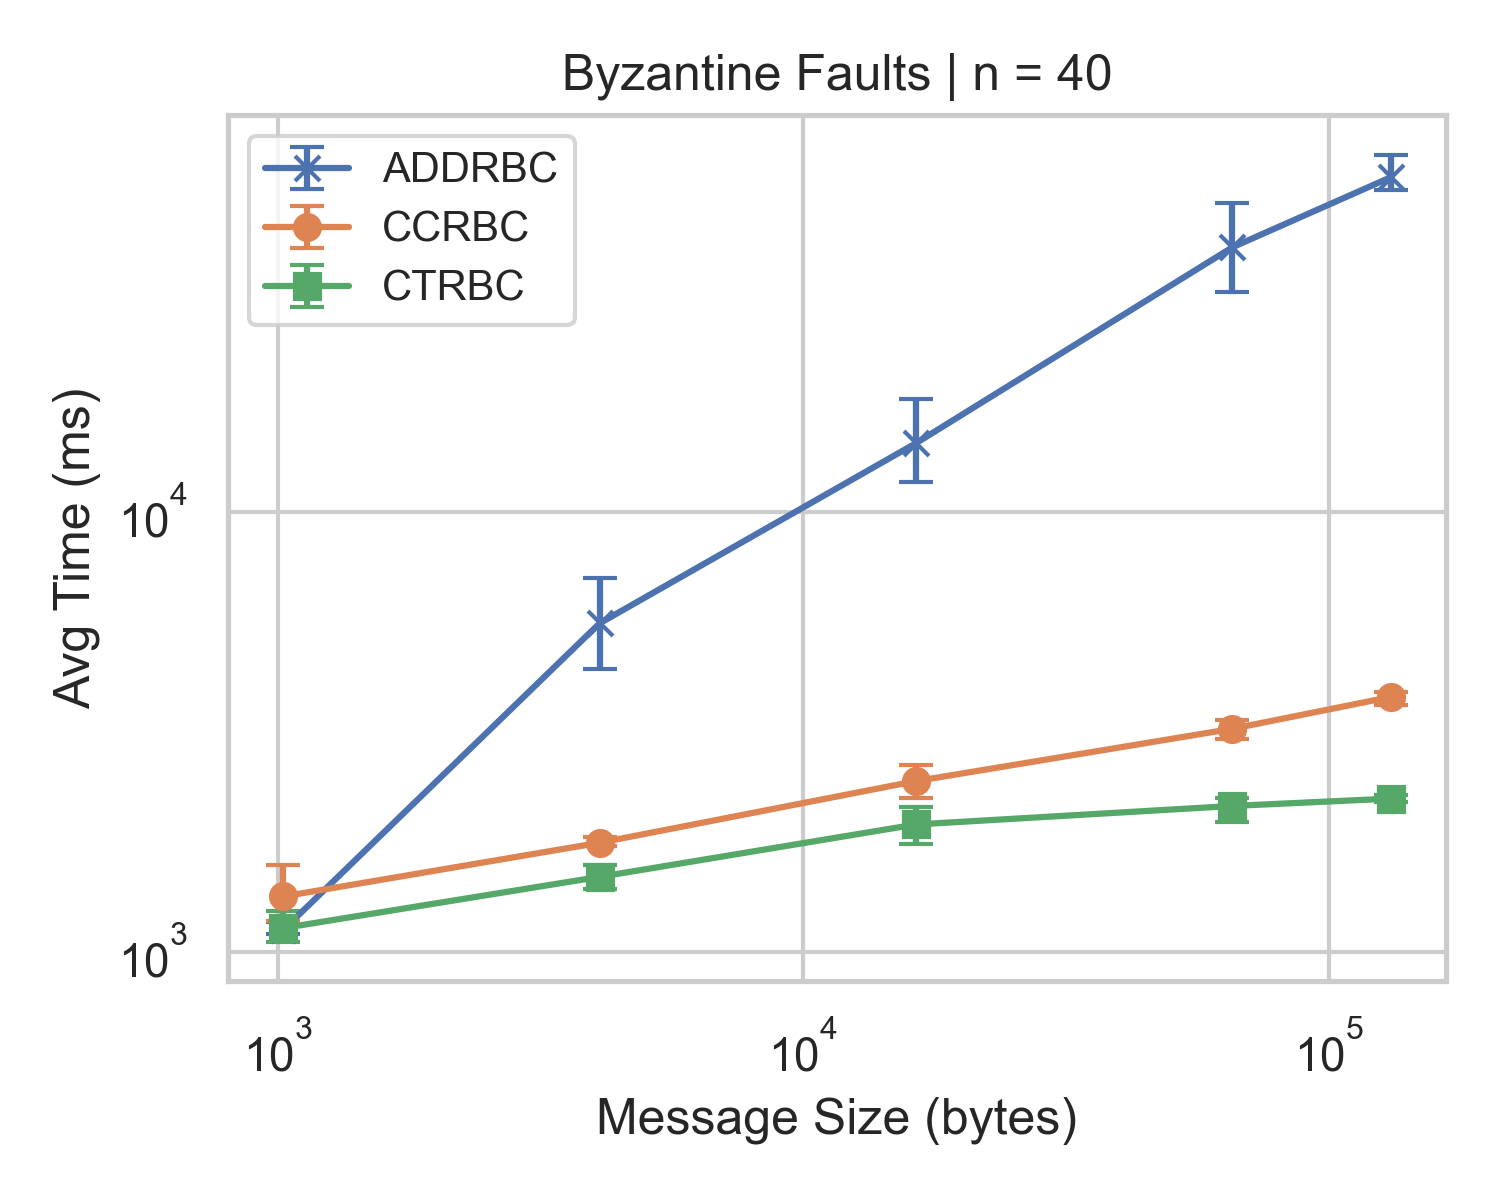 Byzantine Faults | n = 40
ADDRBC
CCRBC
CTRBC
Avg Time (ms)
10^4
10^3
10^3
10^4
10^5
Message Size (bytes)